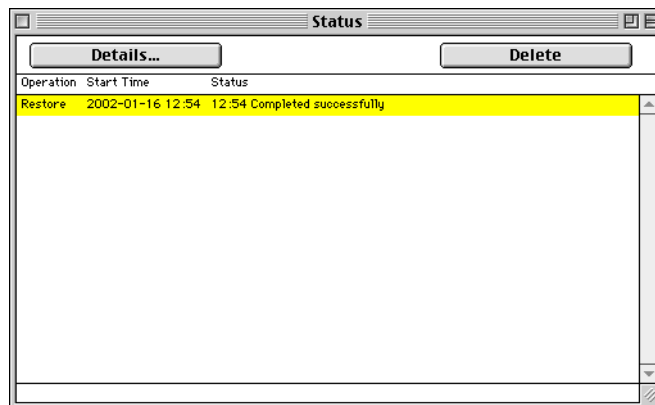 Status
Details... Delete
Operation Start Time Status
Restore 2002-01-16 12:54 12:54 Completed successfully